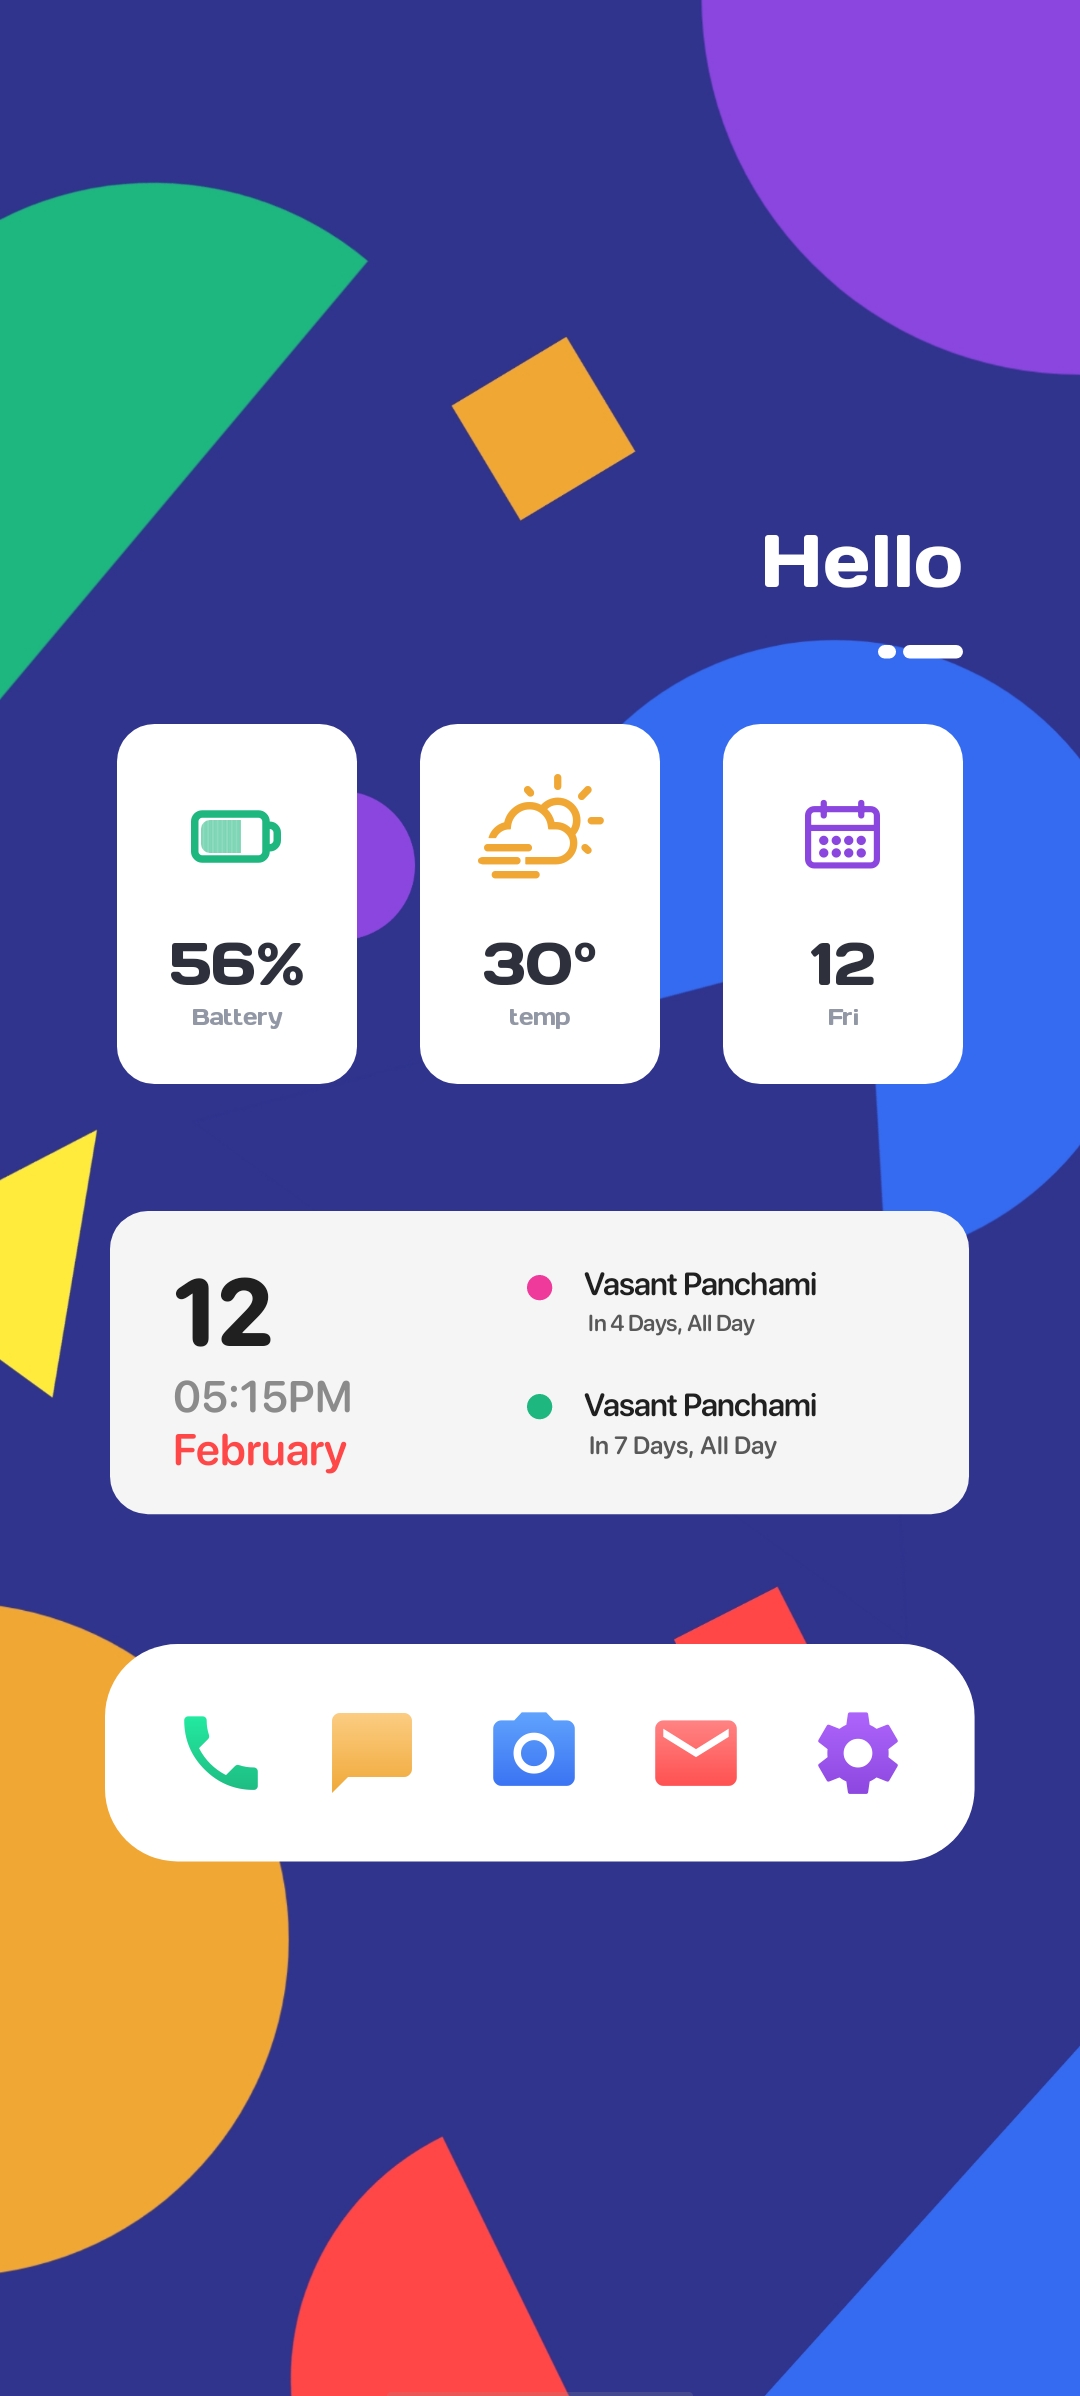 Hello
56%
Battery
30°
temp
12
Fri
12
05:15PM
February
Vasant Panchami
In 4 Days, All Day
Vasant Panchami
In 7 Days, All Day